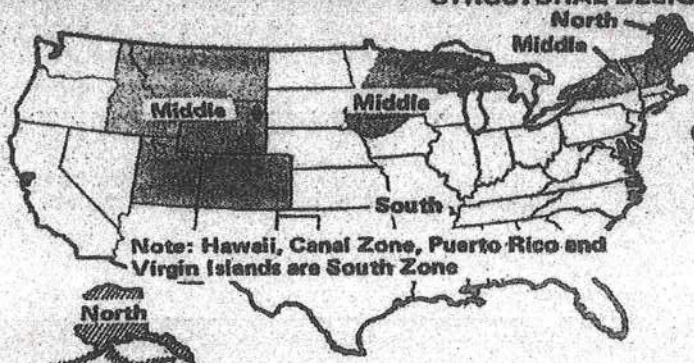 North
Middle
Middle
Middle
South
Note: Hawaii, Canal Zone, Puerto Rico and
Virgin Islands are South Zone
North